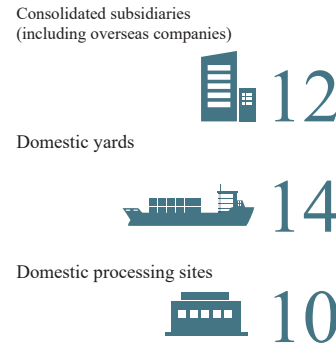 Consolidated subsidiaries
(including overseas companies)
12
Domestic yards
14
Domestic processing sites
10